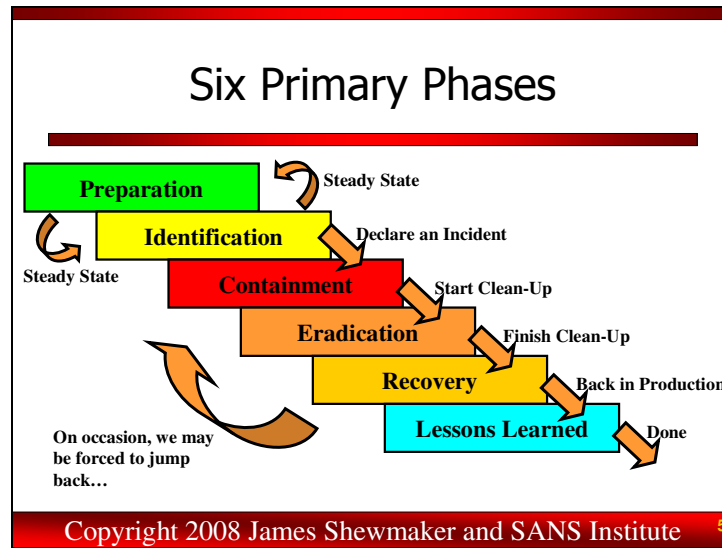 Six Primary Phases
Preparation
Steady State
Identification
Steady State
Declare an Incident
Containment
Start Clean-Up
Eradication
Finish Clean-Up
Recovery
Back in Production
Lessons Learned
Done
On occasion, we may
be forced to jump
back…
Copyright 2008 James Shewmaker and SANS Institute
5